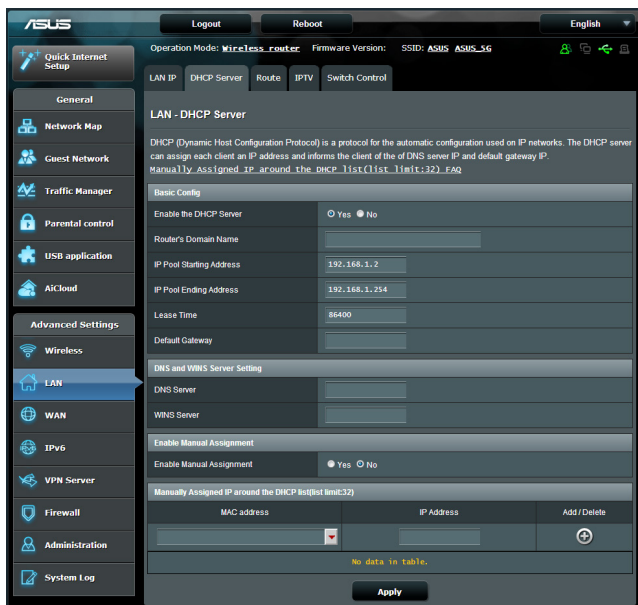 ASUS
Logout
Reboot
English
Quick Internet Setup
Operation Mode: Wireless router Firmware Version: SSID: ASUS ASUS_5G
LAN IP
DHCP Server
Route
IPTV
Switch Control
General
Network Map
Guest Network
Traffic Manager
Parental control
USB application
AiCloud
Advanced Settings
Wireless
LAN
WAN
IPv6
VPN Server
Firewall
Administration
System Log
LAN - DHCP Server
DHCP (Dynamic Host Configuration Protocol) is a protocol for the automatic configuration used on IP networks. The DHCP server
can assign each client an IP address and informs the client of the of DNS server IP and default gateway IP.
Manually Assigned IP around the DHCP list(list limit:32) FAQ
Basic Config
Enable the DHCP Server Yes No
Router's Domain Name
IP Pool Starting Address 192.168.1.2
IP Pool Ending Address 192.168.1.254
Lease Time 86400
Default Gateway
DNS and WINS Server Setting
DNS Server
WINS Server
Enable Manual Assignment
Enable Manual Assignment Yes No
Manually Assigned IP around the DHCP list(list limit:32)
MAC address IP Address Add / Delete
No data in table.
Apply